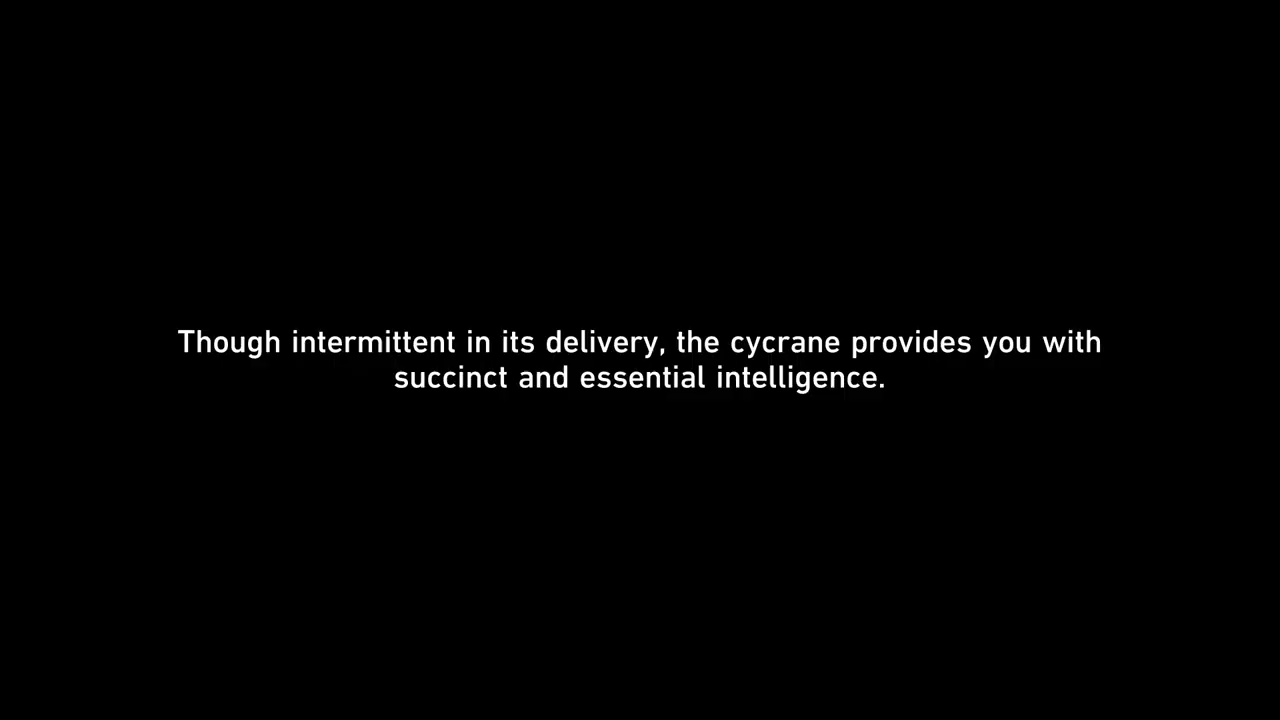 Though intermittent in its delivery, the cycrane provides you with
succinct and essential intelligence.